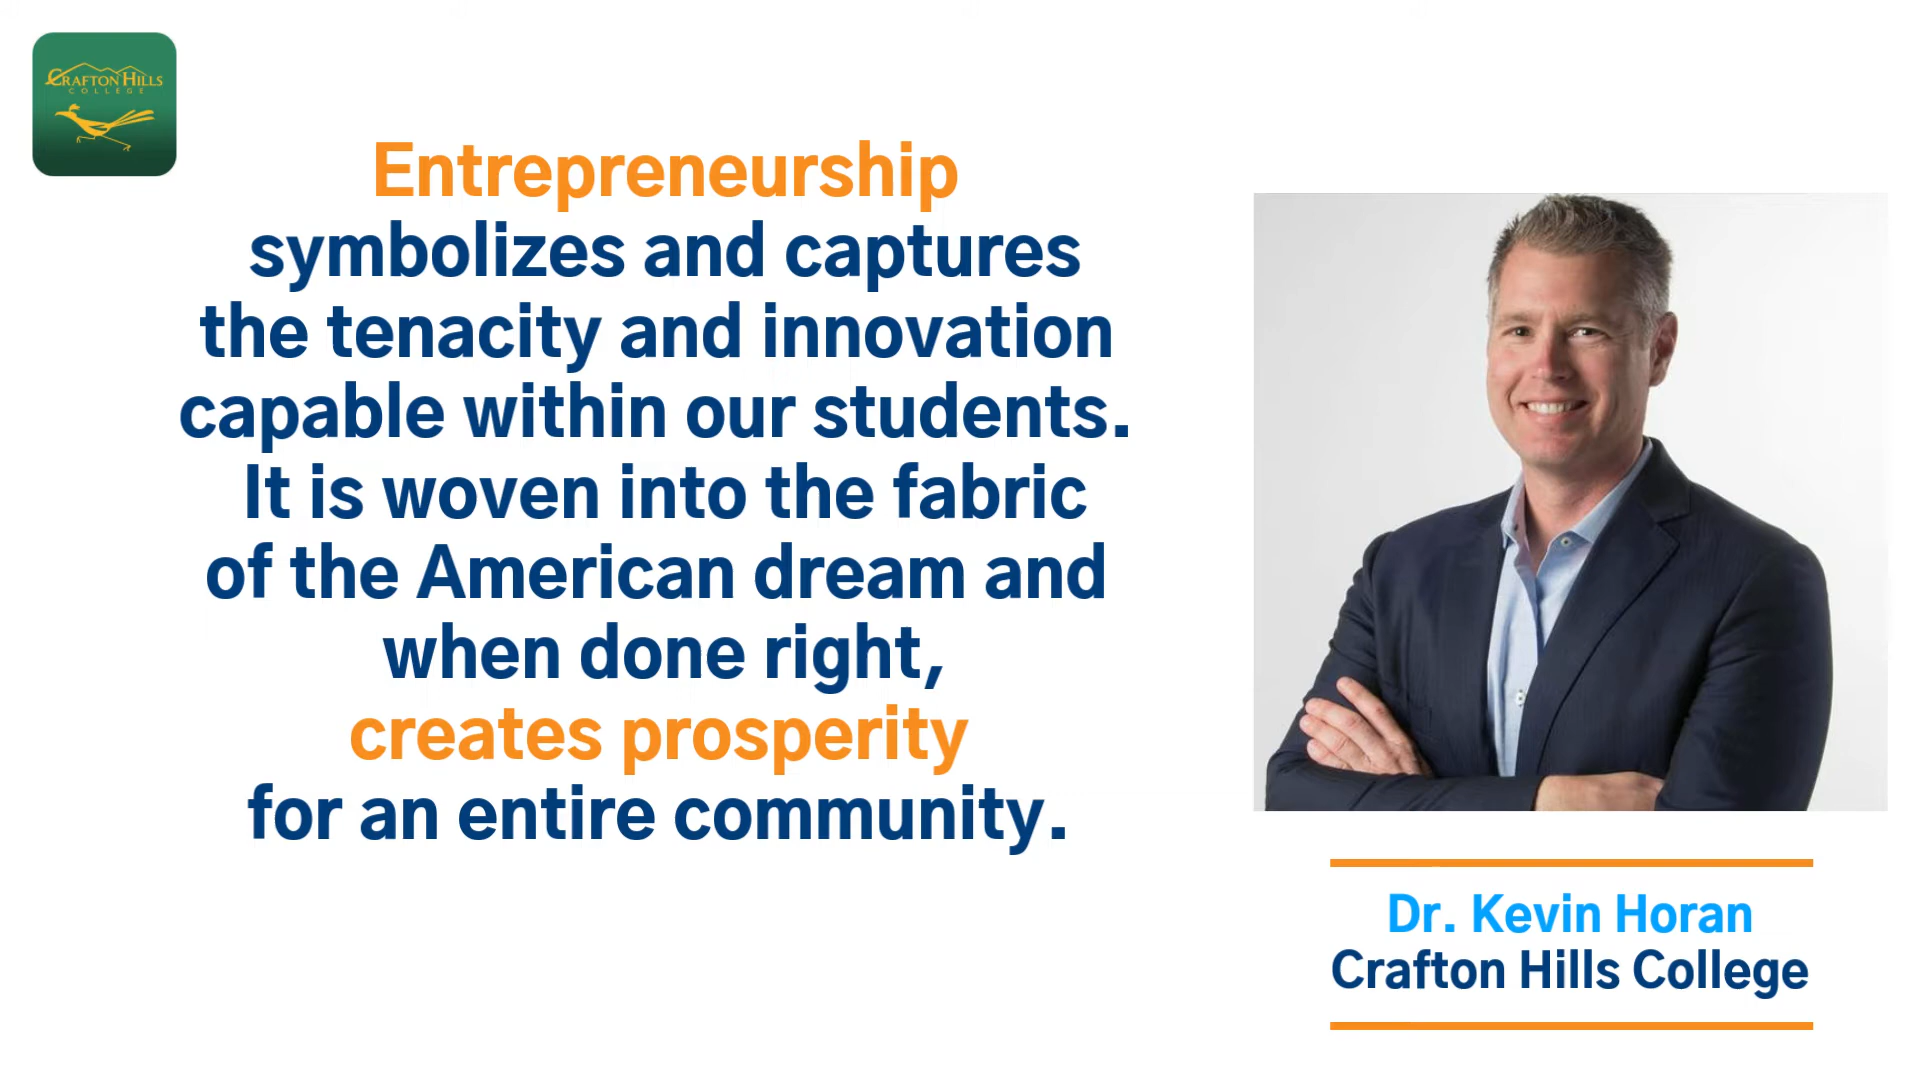 CRAFTON HILLS
COLLEGE
Entrepreneurship
symbolizes and captures
the tenacity and innovation
capable within our students.
It is woven into the fabric
of the American dream and
when done right,
creates prosperity
for an entire community.
Dr. Kevin Horan
Crafton Hills College